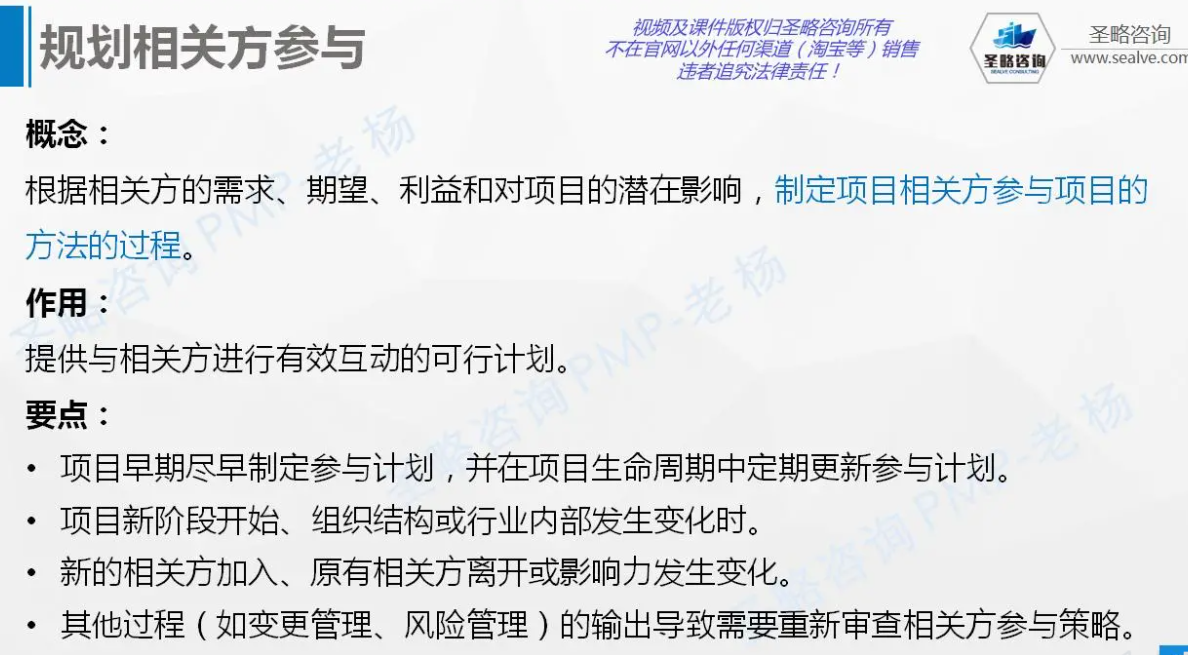 规划相关方参与
视频及课件版权归圣略咨询所有
不在官网以外任何渠道（淘宝等）销售
违者追究法律责任！
圣略咨询
SEALVE CONSULTING
圣略咨询
www.sealve.com
概念：
根据相关方的需求、期望、利益和对项目的潜在影响，制定项目相关方参与项目的
方法的过程。
作用：
提供与相关方进行有效互动的可行计划。
要点：
• 项目早期尽早制定参与计划，并在项目生命周期中定期更新参与计划。
• 项目新阶段开始、组织结构或行业内部发生变化时。
• 新的相关方加入、原有相关方离开或影响力发生变化。
• 其他过程（如变更管理、风险管理）的输出导致需要重新审查相关方参与策略。
圣略咨询PMP-老杨
圣略咨询PMP-老杨
圣略咨询PMP-老杨